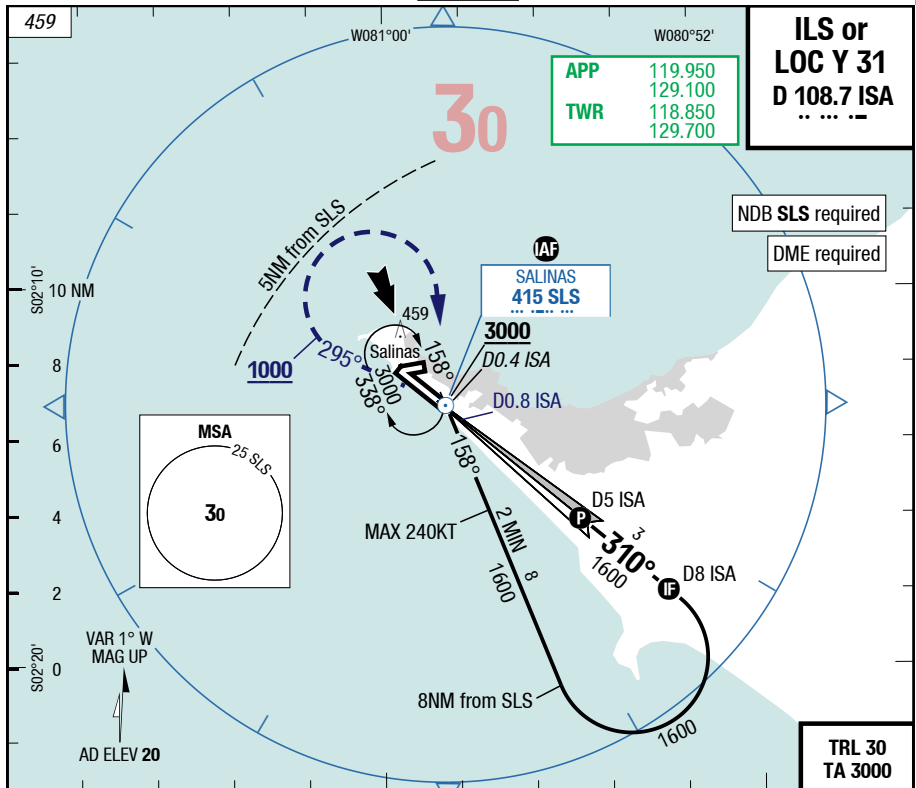 459
W081°00'
W080°52'
ILS or
LOC Y 31
D 108.7 ISA
APP 119.950
129.100
TWR 118.850
129.700
30
NDB SLS required
DME required
5NM from SLS
IAF
SALINAS
415 SLS
S02°10'
10 NM
459
3000
D0.4 ISA
Salinas
158°
1000
295°
3000
338°
D0.8 ISA
8
6
4
2
0
MSA
25 SLS
30
158°
D5 ISA
P
MAX 240KT
2 MIN
8
1600
3
310°
1600
D8 ISA
IF
VAR 1° W
MAG UP
S02°20'
8NM from SLS
1600
AD ELEV 20
TRL 30
TA 3000